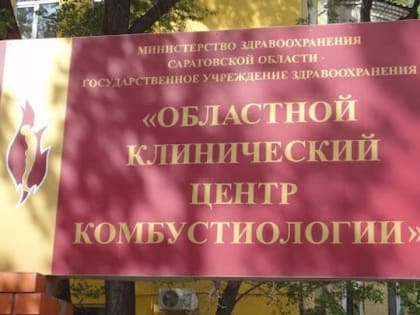 МИНИСТЕРСТВО ЗДРАВООХРАНЕНИЯ
САРАТОВСКОЙ ОБЛАСТИ
ГОСУДАРСТВЕННОЕ УЧРЕЖДЕНИЕ ЗДРАВООХРАНЕНИЯ
«ОБЛАСТНОЙ
КЛИНИЧЕСКИЙ
ЦЕНТР
КОМБУСТИОЛОГИИ»